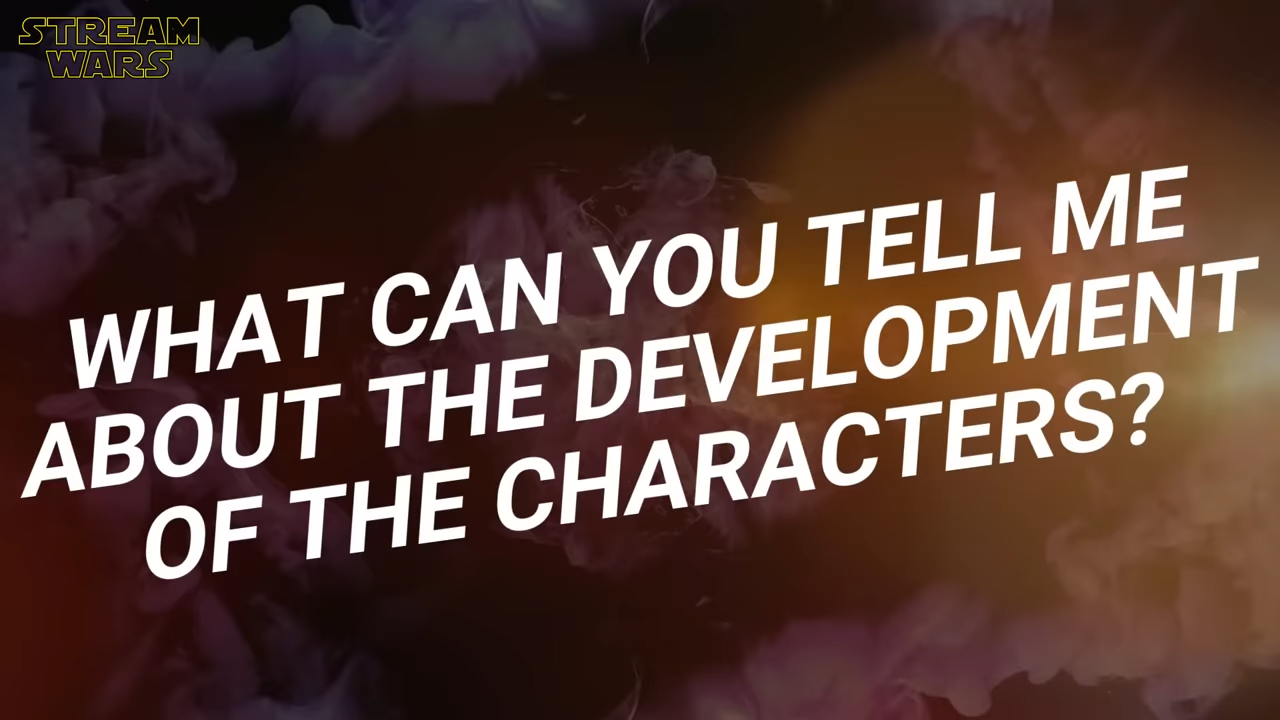 STREAM
WARS
WHAT CAN YOU TELL ME
ABOUT THE DEVELOPMENT
OF THE CHARACTERS?